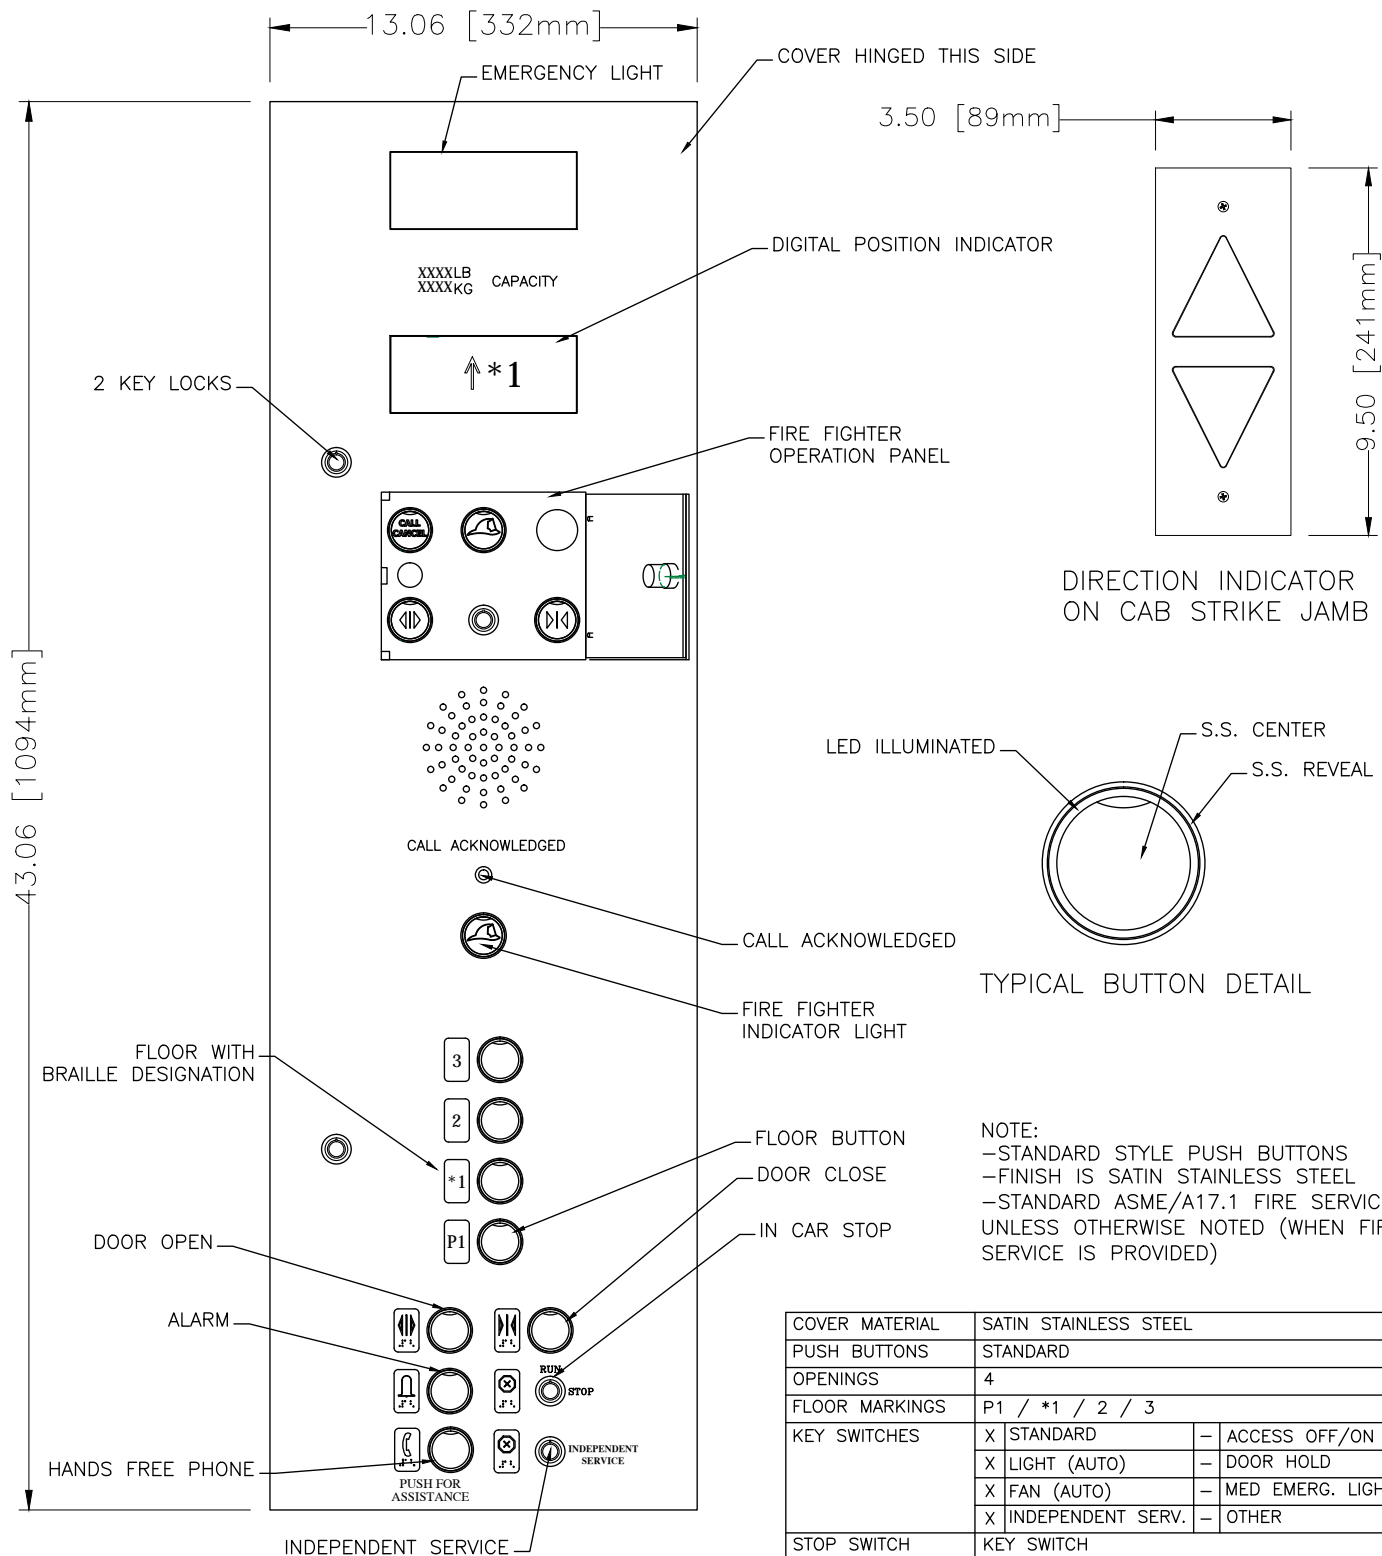 13.06 [332mm]
COVER HINGED THIS SIDE
EMERGENCY LIGHT
3.50 [89mm]
DIGITAL POSITION INDICATOR
XXXXLB
XXXXKG CAPACITY
↑*1
9.50 [241mm]
2 KEY LOCKS
FIRE FIGHTER
OPERATION PANEL
CALL
CANCEL
DIRECTION INDICATOR
ON CAB STRIKE JAMB
43.06 [1094mm]
LED ILLUMINATED
S.S. CENTER
S.S. REVEAL
CALL ACKNOWLEDGED
CALL ACKNOWLEDGED
TYPICAL BUTTON DETAIL
FIRE FIGHTER
INDICATOR LIGHT
FLOOR WITH
BRAILLE DESIGNATION
3
2
*1
P1
FLOOR BUTTON
DOOR CLOSE
IN CAR STOP
NOTE:
-STANDARD STYLE PUSH BUTTONS
-FINISH IS SATIN STAINLESS STEEL
-STANDARD ASME/A17.1 FIRE SERVIC
UNLESS OTHERWISE NOTED (WHEN FI
SERVICE IS PROVIDED)
DOOR OPEN
ALARM
RUN
STOP
HANDS FREE PHONE
INDEPENDENT
SERVICE
PUSH FOR
ASSISTANCE
INDEPENDENT SERVICE
COVER MATERIAL SATIN STAINLESS STEEL
PUSH BUTTONS STANDARD
OPENINGS 4
FLOOR MARKINGS P1 / *1 / 2 / 3
KEY SWITCHES X STANDARD - ACCESS OFF/ON
X LIGHT (AUTO) - DOOR HOLD
X FAN (AUTO) - MED EMERG. LIGH
X INDEPENDENT SERV. - OTHER
STOP SWITCH KEY SWITCH